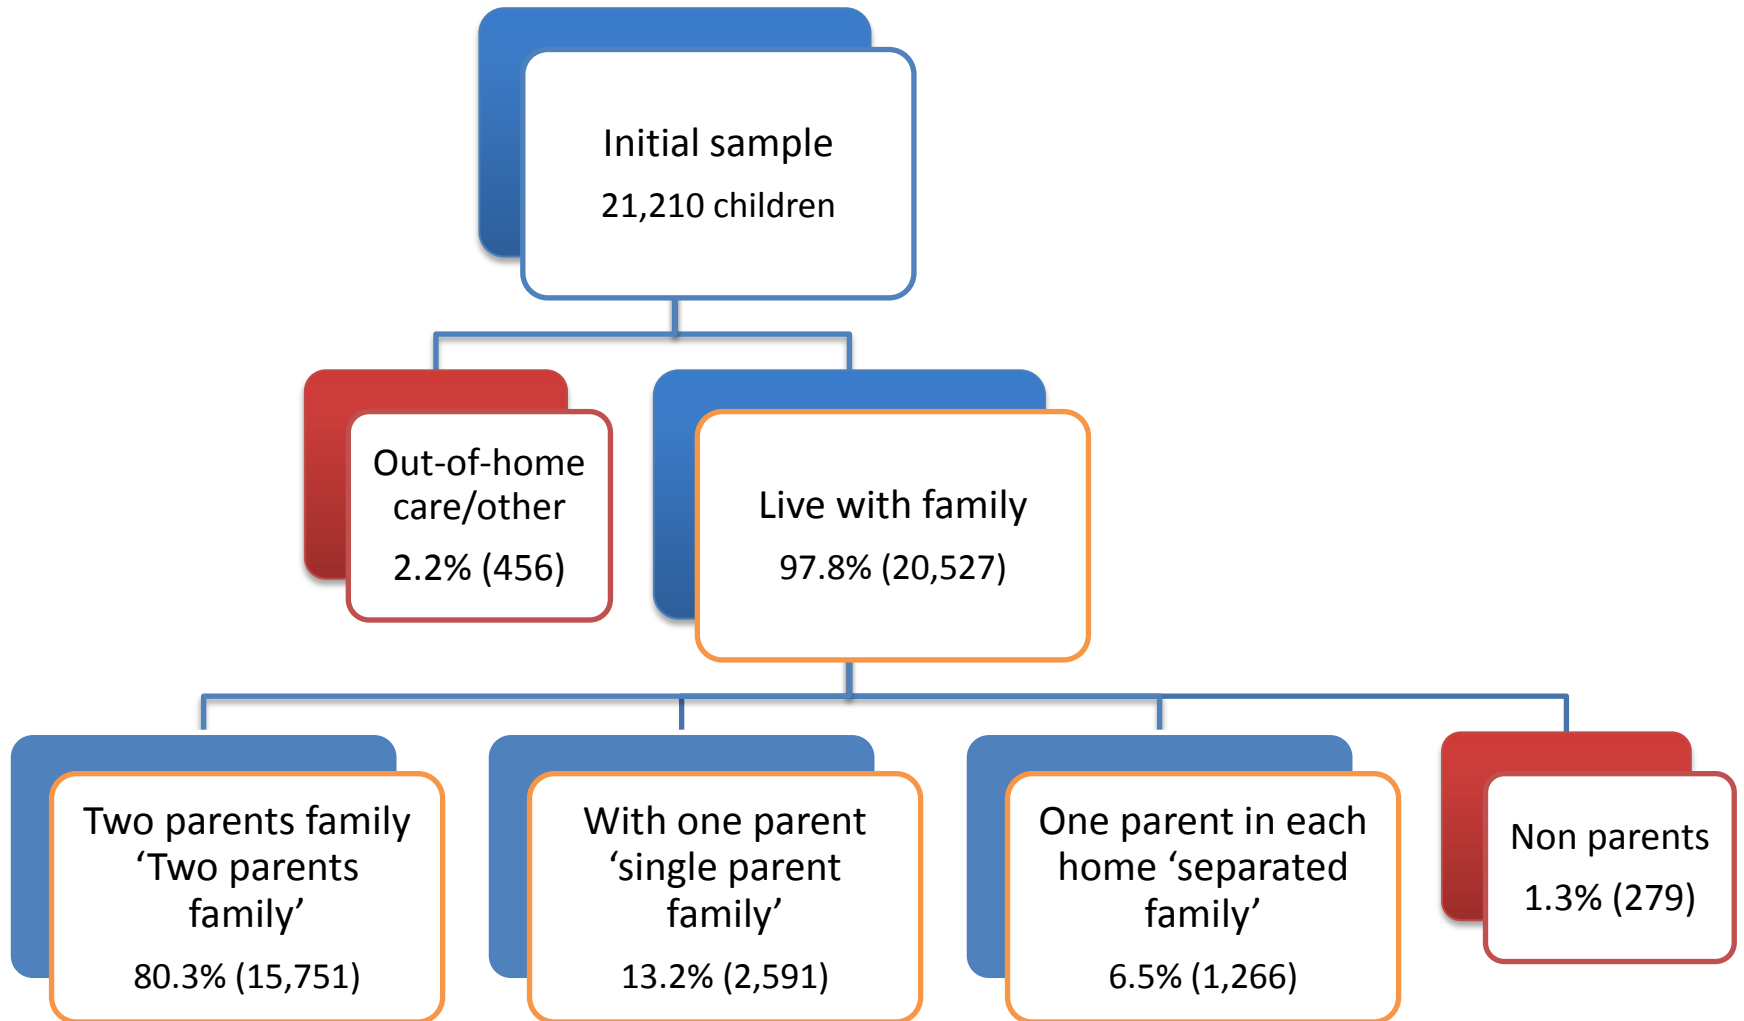 Initial sample
21,210 children
Out-of-home
care/other
2.2% (456)
Live with family
97.8% (20,527)
Two parents family
‘Two parents
family’
80.3% (15,751)
With one parent
‘single parent
family’
13.2% (2,591)
One parent in each
home ‘separated
family’
6.5% (1,266)
Non parents
1.3% (279)